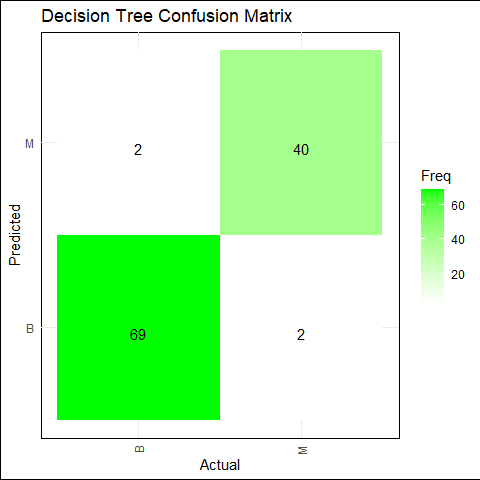 Decision Tree Confusion Matrix
M
2
40
Freq
60
40
20
Predicted
B
69
2
B
M
Actual